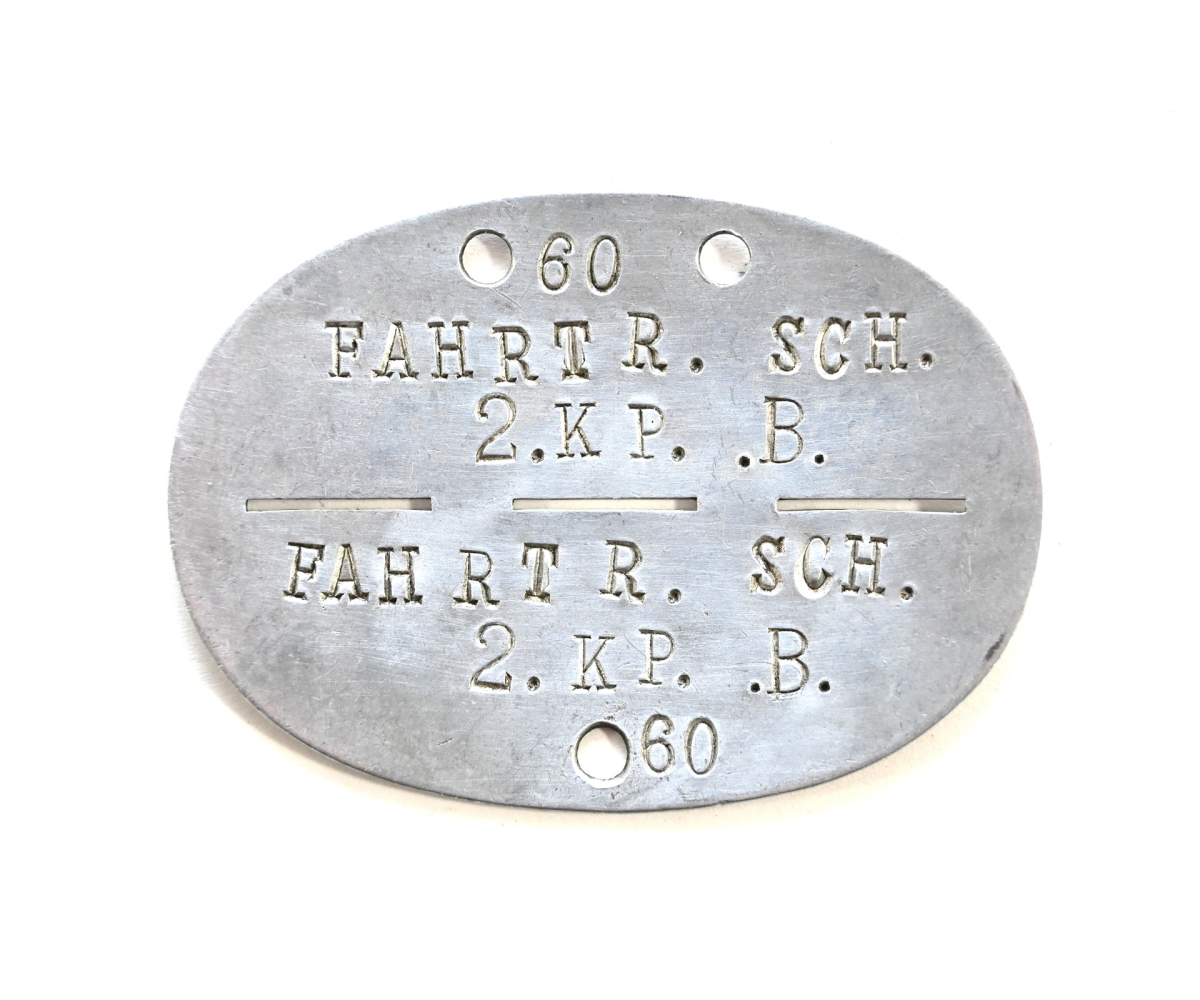 60
FAHRTR. SCH.
2.KP. .B.
FAHRTR. SCH.
2.KP. .B.
60